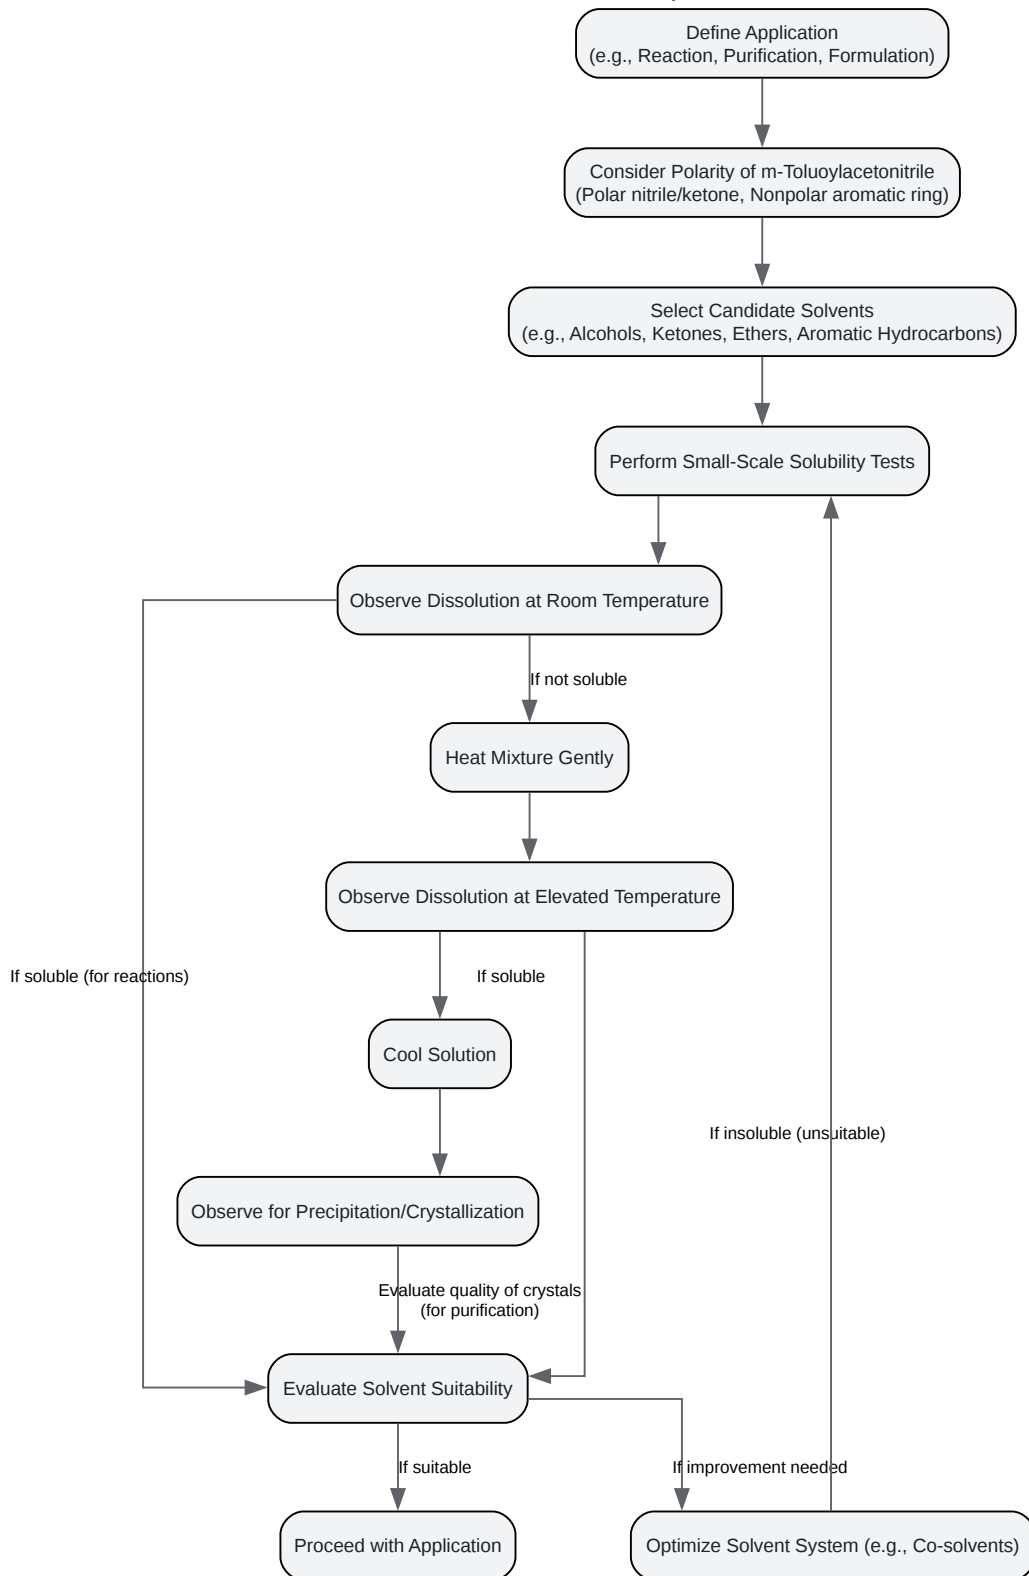 Define Application
(e.g., Reaction, Purification, Formulation)
Consider Polarity of m-Toluoylacetonitrile
(Polar nitrile/ketone, Nonpolar aromatic ring)
Select Candidate Solvents
(e.g., Alcohols, Ketones, Ethers, Aromatic Hydrocarbons)
Perform Small-Scale Solubility Tests
Observe Dissolution at Room Temperature
If not soluble
Heat Mixture Gently
Observe Dissolution at Elevated Temperature
If soluble (for reactions)
If soluble
Cool Solution
If insoluble (unsuitable)
Observe for Precipitation/Crystallization
Evaluate quality of crystals
(for purification)
Evaluate Solvent Suitability
If suitable
If improvement needed
Proceed with Application
Optimize Solvent System (e.g., Co-solvents)